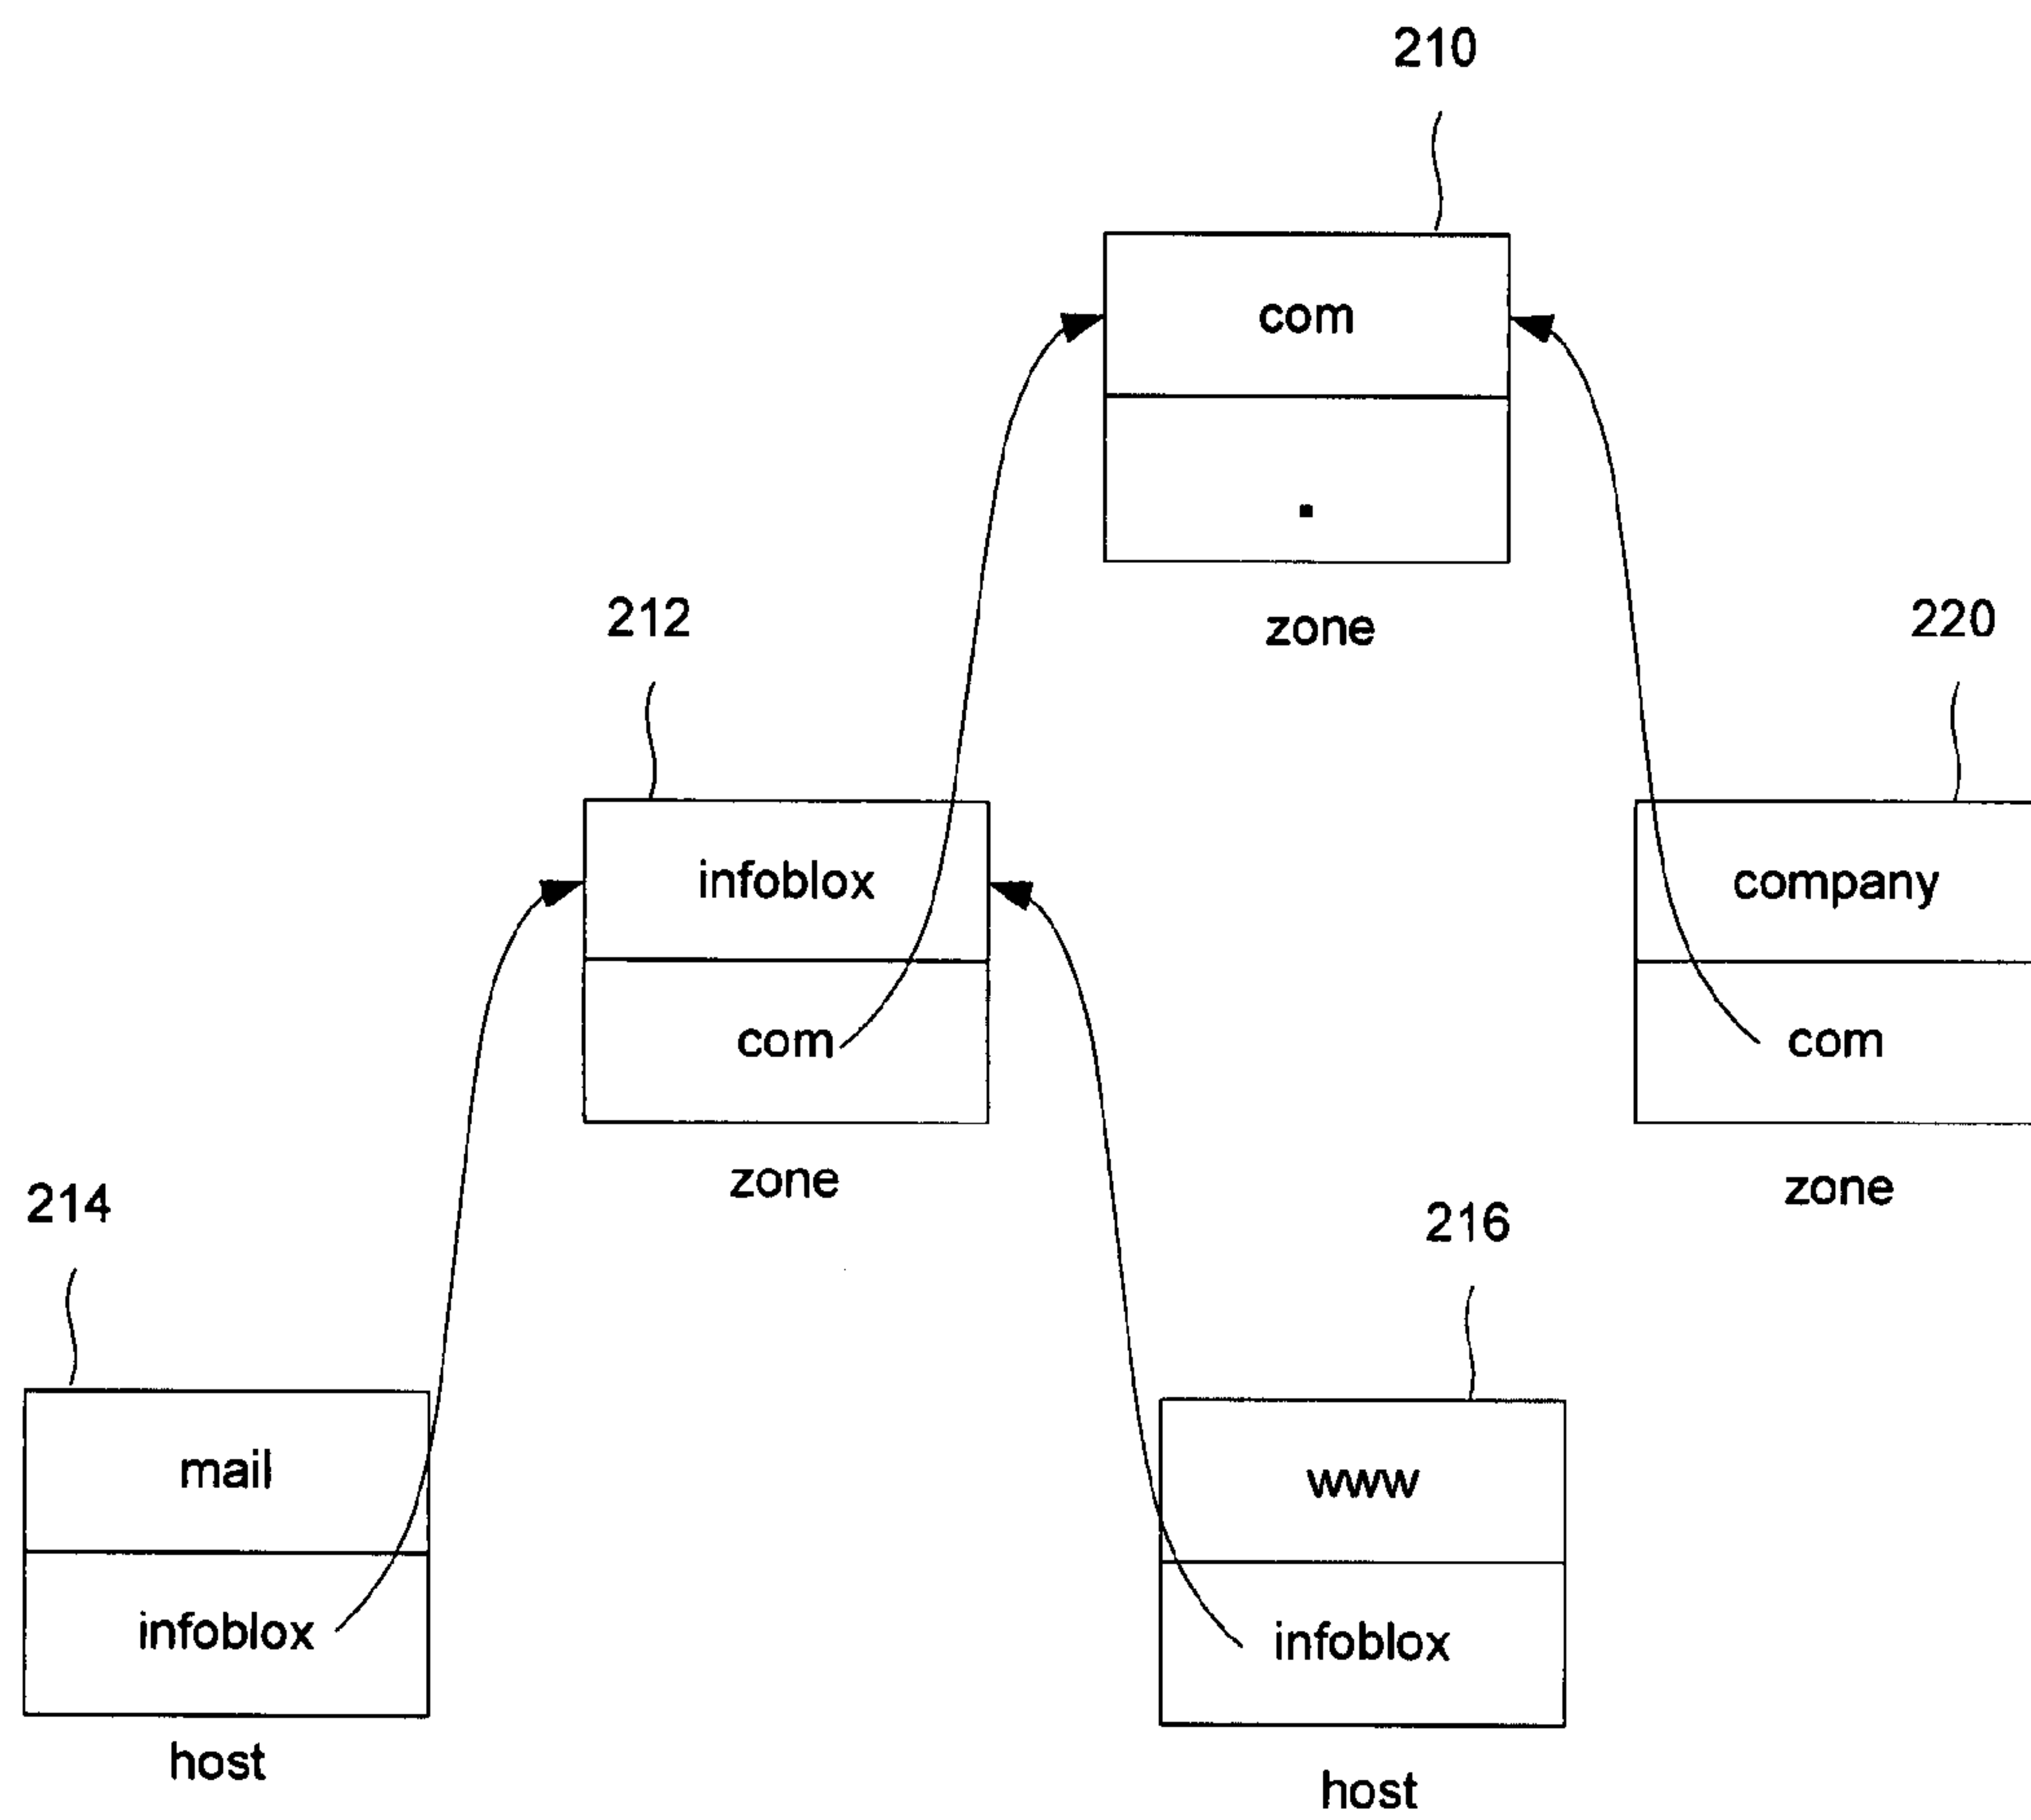 210
com
.
zone
212
220
infoblox
company
com
com
zone
zone
214
216
mail
www
infoblox
infoblox
host
host